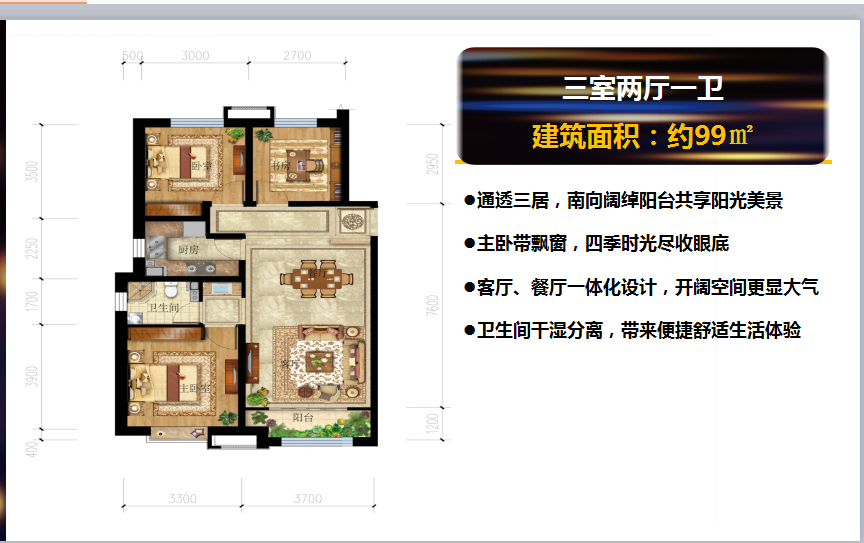 500 3000 2700
三室两厅一卫
建筑面积：约99㎡
3500
2250
1700
3900
400
卧室
书房
厨房
餐厅
卫生间
客厅
主卧室
阳台
2950
7600
1200
3300 3700
●通透三居，南向阔绰阳台共享阳光美景
●主卧带飘窗，四季时光尽收眼底
●客厅、餐厅一体化设计，开阔空间更显大气
●卫生间干湿分离，带来便捷舒适生活体验